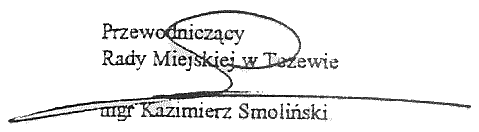 Przewodniczący
Rady Miejskiej w Tczewie
mgr Kazimierz Smoliński